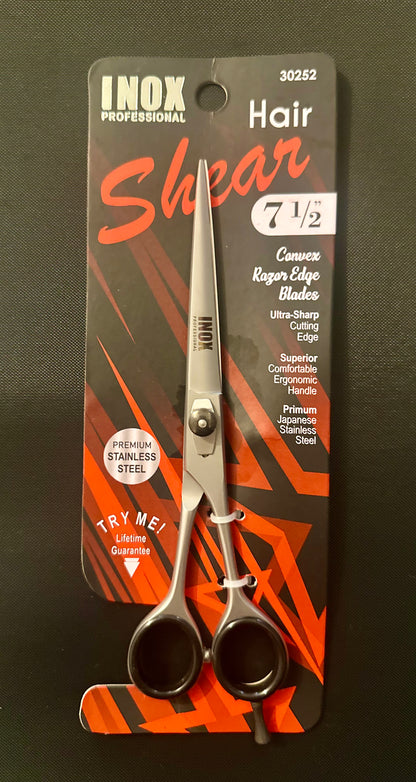 INOX
PROFESSIONAL
30252
Hair
Shear
7 1/2"
Convex
Razor Edge
Blades
Ultra-Sharp
Cutting
Edge
Superior
Comfortable
Ergonomic
Handle
Primum
Japanese
Stainless
Steel
INOX
PROFESSIONAL
PREMIUM
STAINLESS
STEEL
TRY ME!
Lifetime
Guarantee